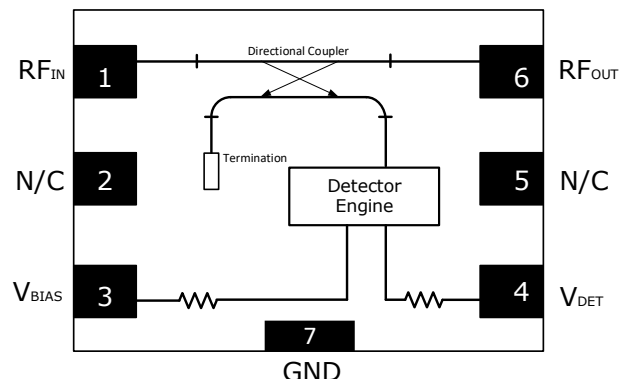 Directional Coupler
RFIN
1
6
RFOUT
Termination
N/C
2
5
N/C
Detector
Engine
VBIAS
3
4
VDET
7
GND